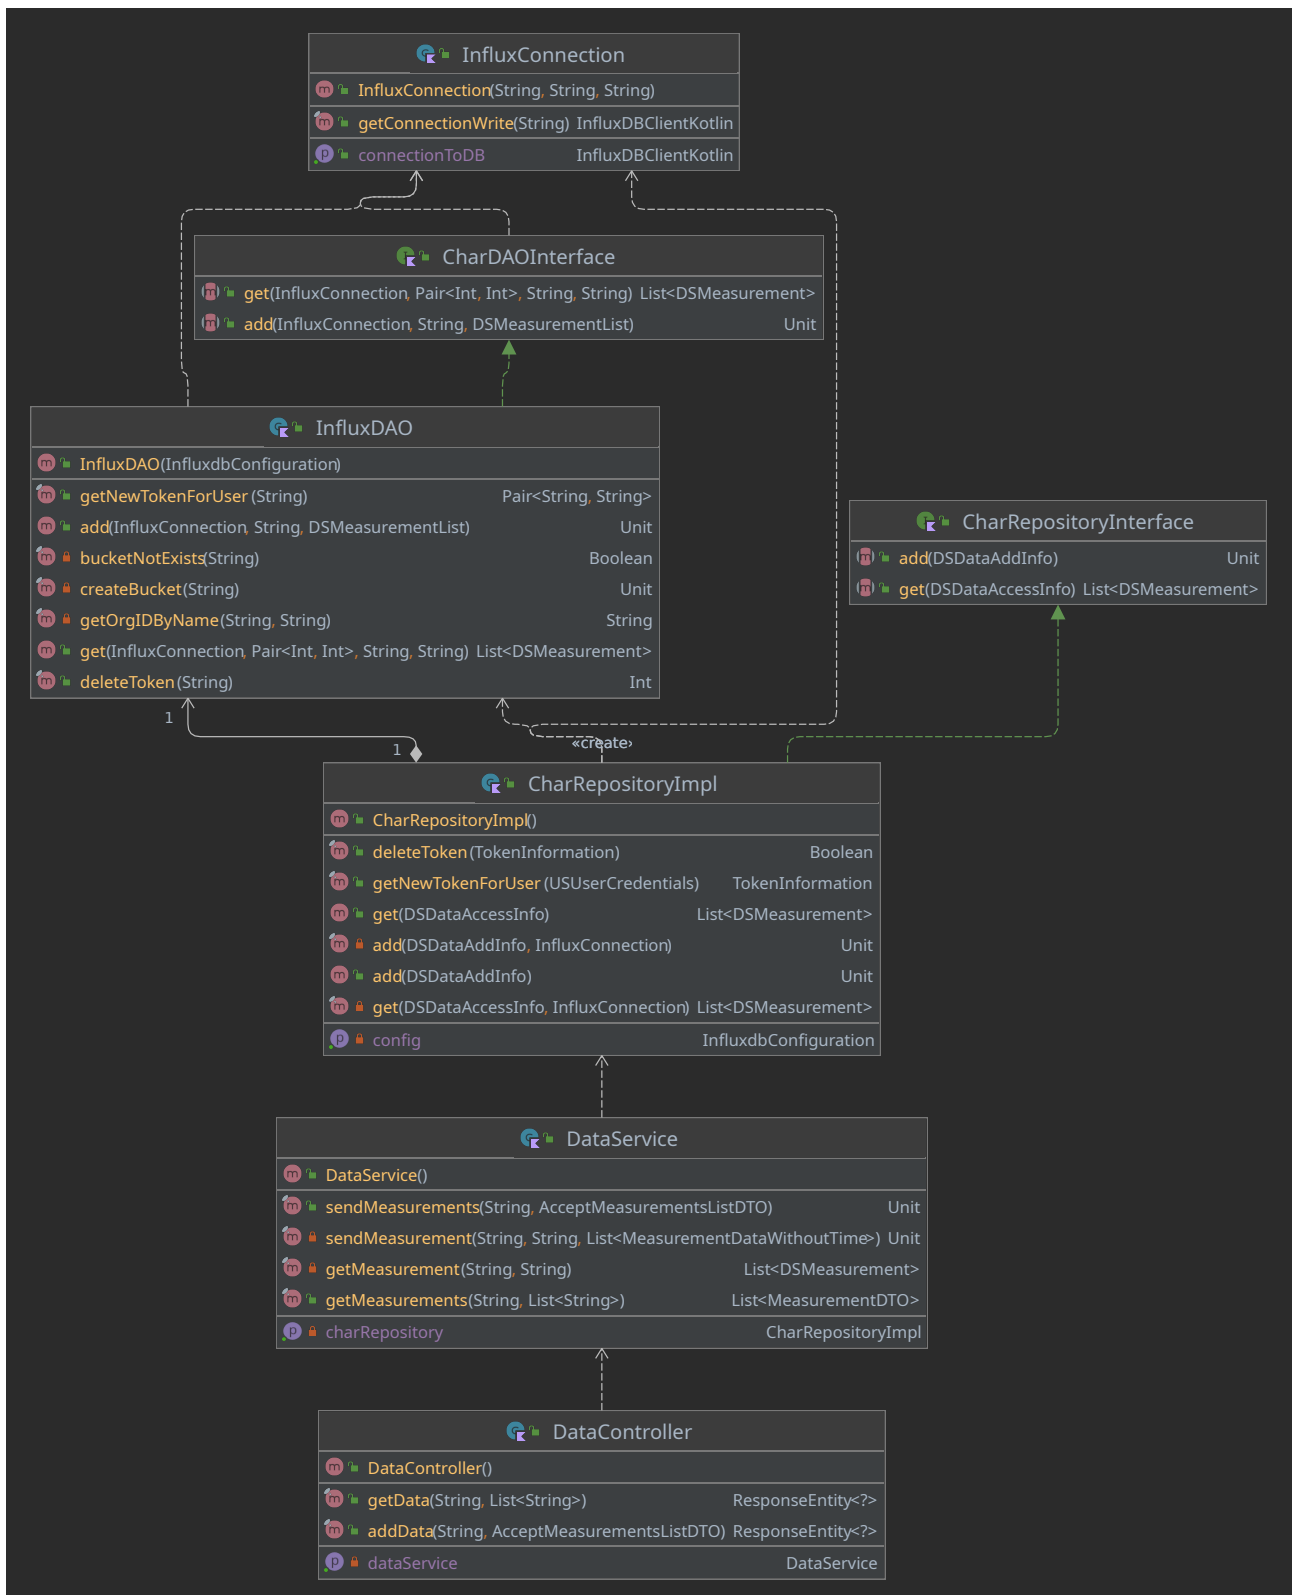 InfluxConnection
InfluxConnection(String, String, String)
getConnectionWrite(String) InfluxDBClientKotlin
connectionToDB InfluxDBClientKotlin
CharDAOInterface
get(InfluxConnection, Pair<Int, Int>, String, String) List<DSMeasurement>
add(InfluxConnection, String, DSMeasurementList) Unit
InfluxDAO
InfluxDAO(InfluxdbConfiguration)
getNewTokenForUser(String) Pair<String, String>
add(InfluxConnection, String, DSMeasurementList) Unit
bucketNotExists(String) Boolean
createBucket(String) Unit
getOrgIDByName(String, String) String
get(InfluxConnection, Pair<Int, Int>, String, String) List<DSMeasurement>
deleteToken(String) Int
CharRepositoryInterface
add(DSDataAddInfo) Unit
get(DSDataAccessInfo) List<DSMeasurement>
1
1
«create»
CharRepositoryImpl
CharRepositoryImpl()
deleteToken(TokenInformation) Boolean
getNewTokenForUser(USUserCredentials) TokenInformation
get(DSDataAccessInfo) List<DSMeasurement>
add(DSDataAddInfo, InfluxConnection) Unit
add(DSDataAddInfo) Unit
get(DSDataAccessInfo, InfluxConnection) List<DSMeasurement>
config InfluxdbConfiguration
DataService
DataService()
sendMeasurements(String, AcceptMeasurementsListDTO) Unit
sendMeasurement(String, String, List<MeasurementDataWithoutTime>) Unit
getMeasurement(String, String) List<DSMeasurement>
getMeasurements(String, List<String>) List<MeasurementDTO>
charRepository CharRepositoryImpl
DataController
DataController()
getData(String, List<String>) ResponseEntity<?>
addData(String, AcceptMeasurementsListDTO) ResponseEntity<?>
dataService DataService